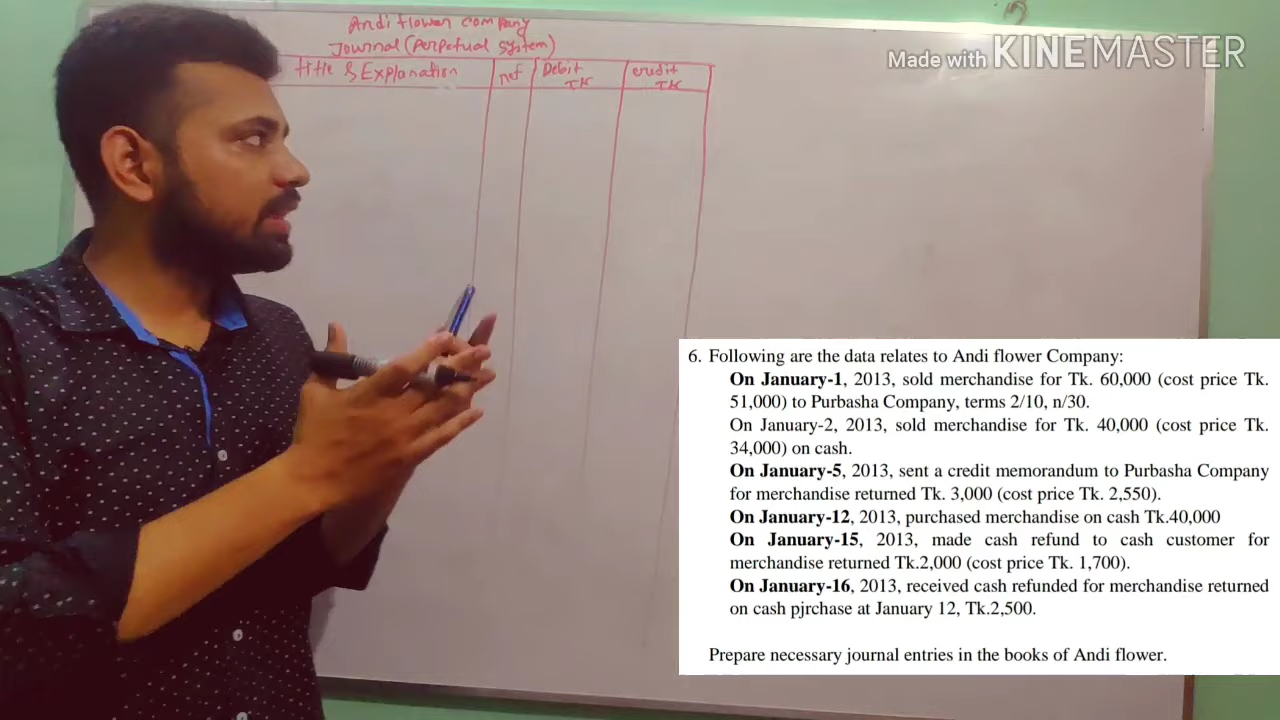 Andi flower company
Journal (perpetual system)
title & Explanation ref Debit TK credit TK
Made with KINEMASTER
6. Following are the data relates to Andi flower Company:
On January-1, 2013, sold merchandise for Tk. 60,000 (cost price Tk.
51,000) to Purbasha Company, terms 2/10, n/30.
On January-2, 2013, sold merchandise for Tk. 40,000 (cost price Tk.
34,000) on cash.
On January-5, 2013, sent a credit memorandum to Purbasha Company
for merchandise returned Tk. 3,000 (cost price Tk. 2,550).
On January-12, 2013, purchased merchandise on cash Tk.40,000
On January-15, 2013, made cash refund to cash customer for
merchandise returned Tk.2,000 (cost price Tk. 1,700).
On January-16, 2013, received cash refunded for merchandise returned
on cash pjrchase at January 12, Tk.2,500.
Prepare necessary journal entries in the books of Andi flower.